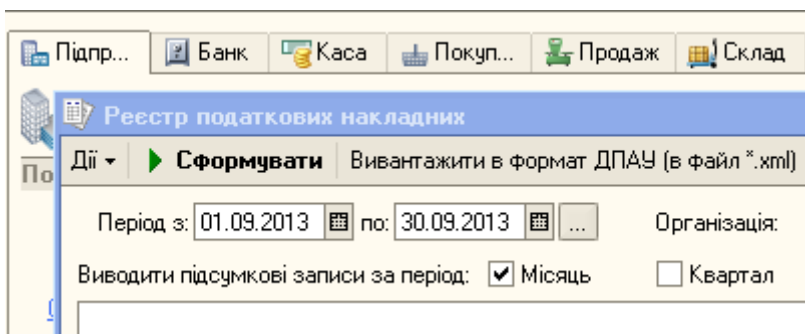 Підпр... Банк Каса Покуп... Продаж Склад
Реєстр податкових накладних
Дії Сформувати Вивантажити в формат ДПАУ (в файл *.xml)
По
Період з: 01.09.2013 по: 30.09.2013 ... Організація:
Виводити підсумкові записи за період: Місяць Квартал